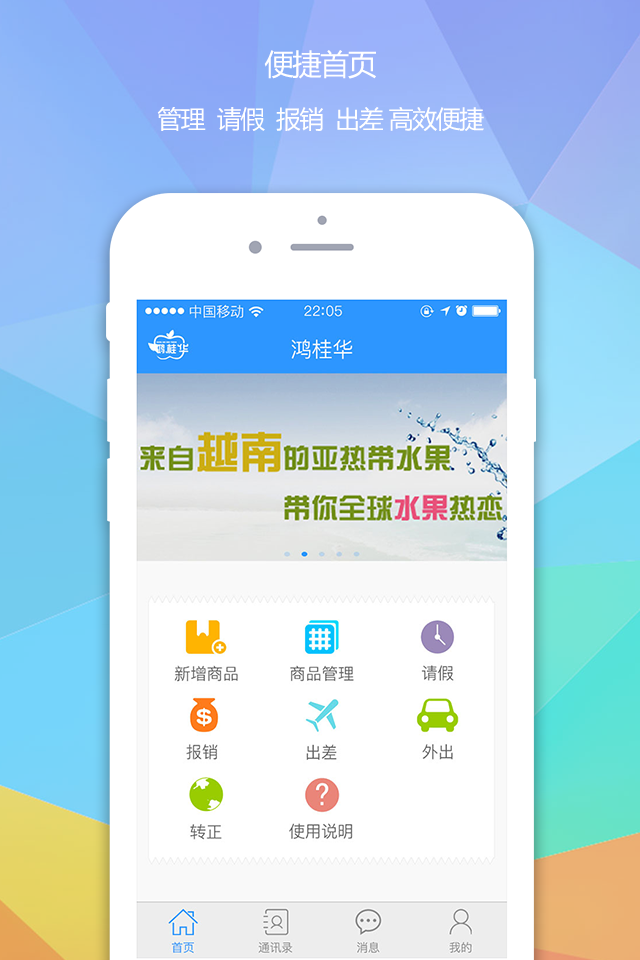 便捷首页
管理 请假 报销 出差 高效便捷
中国移动 22:05
鸿桂华 鸿桂华
来自越南的亚热带水果
带你全球水果热恋
新增商品 商品管理 请假
报销 出差 外出
转正 使用说明
首页 通讯录 消息 我的